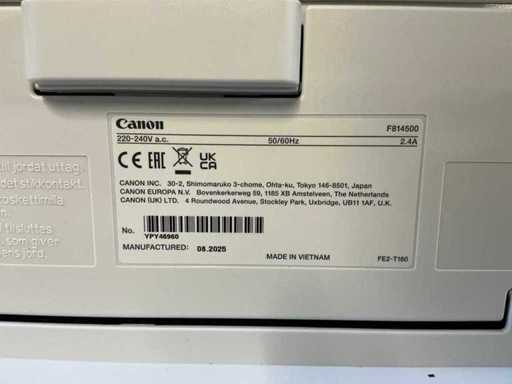 Canon
F814500
220-240V a.c. 50/60Hz 2.4A
CE EAC UK CA
CANON INC. 30-2, Shimomaruko 3-chome, Ohta-ku, Tokyo 146-8501, Japan
CANON EUROPA N.V. Bovenkerkerweg 59, 1185 XB Amstelveen, The Netherlands
CANON (UK) LTD. 4 Roundwood Avenue, Stockley Park, Uxbridge, UB11 1AF, U.K.
No. YPY46960
MANUFACTURED: 08.2025
MADE IN VIETNAM
FE2-T160
till jordat uttag.
det stikkontakt
tilsluttes
som giver
ens jord.